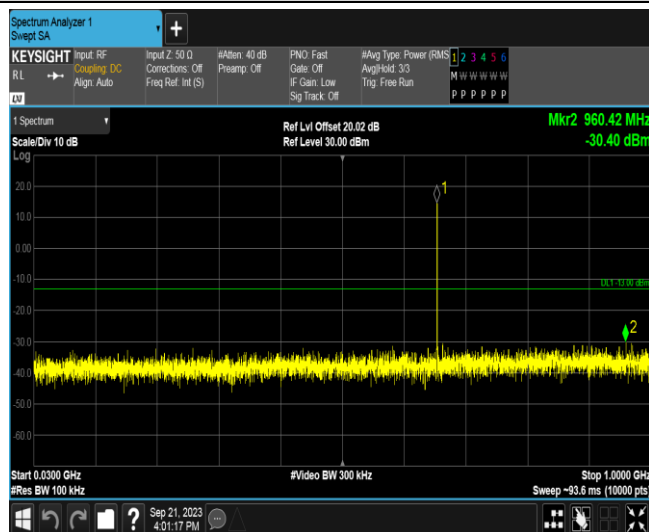 Spectrum Analyzer 1
Swept SA
+
KEYSIGHT
RL
LXI
Input: RF
Coupling: DC
Align: Auto
Input Z: 50 Ω
Corrections: Off
Freq Ref: Int (S)
#Atten: 40 dB
Preamp: Off
PNO: Fast
Gate: Off
IF Gain: Low
Sig Track: Off
#Avg Type: Power (RMS
Avg|Hold: 3/3
Trig: Free Run
1 2 3 4 5 6
M W W W W W
P P P P P P
1 Spectrum
Scale/Div 10 dB
Log
Ref Lvl Offset 20.02 dB
Ref Level 30.00 dBm
Mkr2 960.42 MHz
-30.40 dBm
20.0
10.0
0.00
-10.0
-20.0
-30.0
-40.0
-50.0
-60.0
1
DL1 -13.00 dBm
2
Start 0.0300 GHz
#Res BW 100 kHz
#Video BW 300 kHz
Stop 1.0000 GHz
Sweep ~93.6 ms (10000 pts)
?
Sep 21, 2023
4:01:17 PM